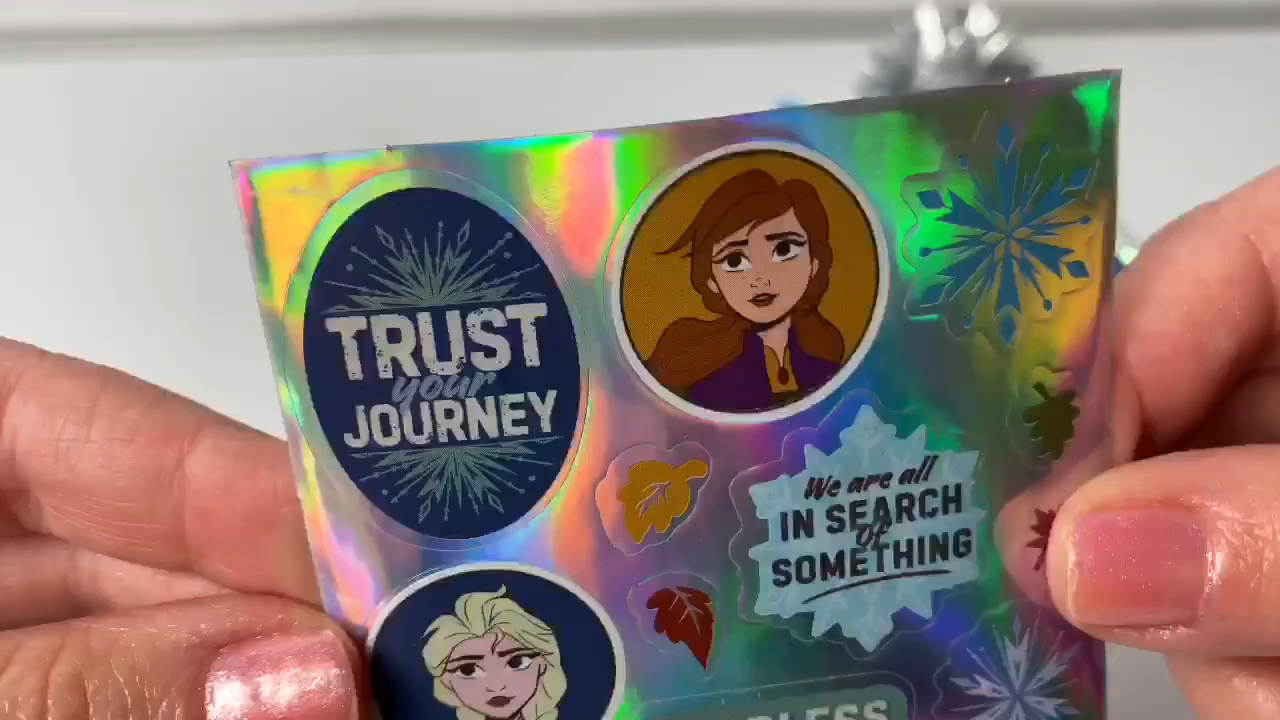 TRUST
your
JOURNEY
We are all
IN SEARCH
of
SOMETHING